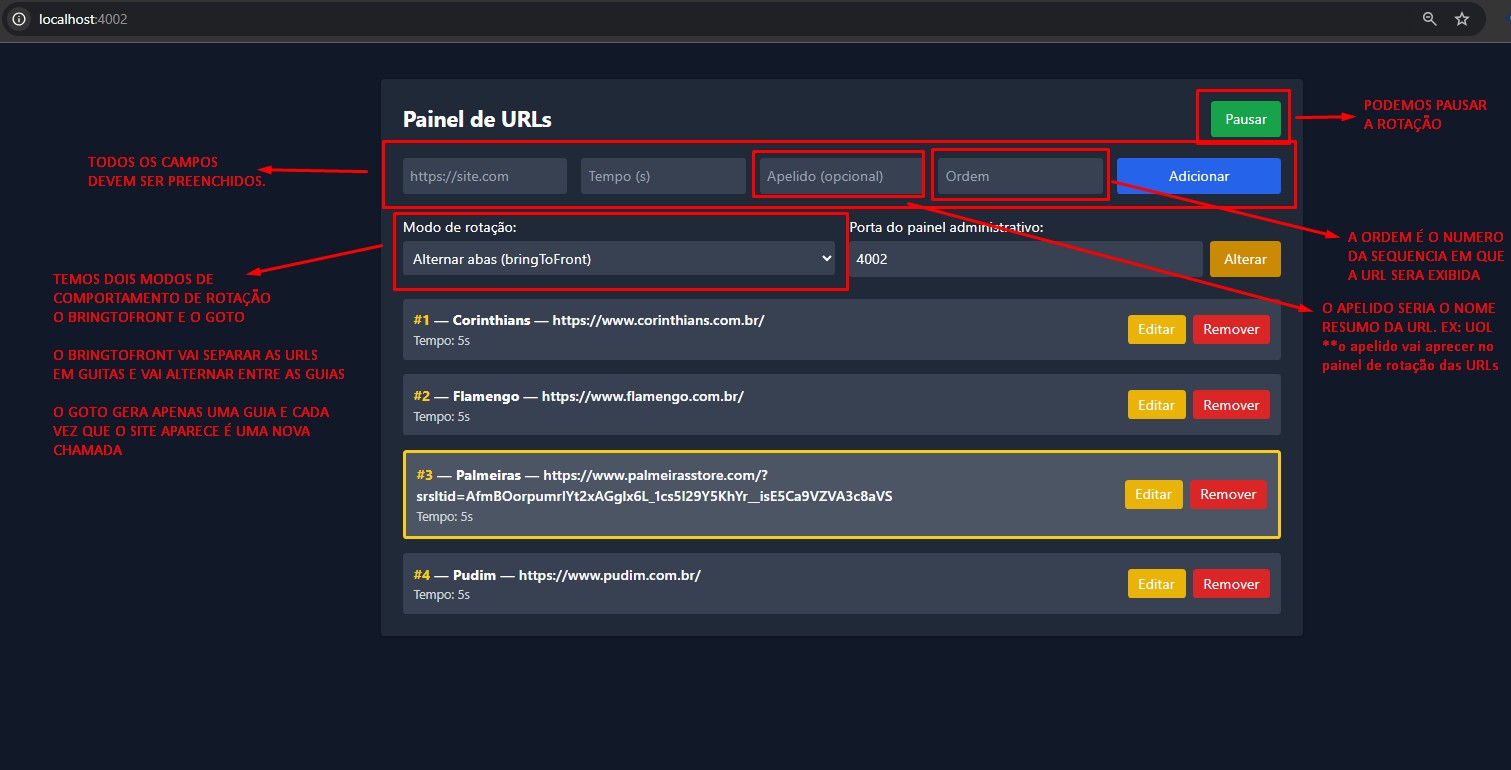 localhost:4002
Painel de URLs
Pausar
PODEMOS PAUSAR
A ROTAÇÃO
TODOS OS CAMPOS
DEVEM SER PREENCHIDOS.
https://site.com
Tempo (s)
Apelido (opcional)
Ordem
Adicionar
Modo de rotação:
Alternar abas (bringToFront)
Porta do painel administrativo:
4002
Alterar
A ORDEM É O NUMERO
DA SEQUENCIA EM QUE
A URL SERA EXIBIDA
TEMOS DOIS MODOS DE
COMPORTAMENTO DE ROTAÇÃO
O BRINGTOFRONT E O GOTO
O BRINGTOFRONT VAI SEPARAR AS URLS
EM GUITAS E VAI ALTERNAR ENTRE AS GUIAS
O GOTO GERA APENAS UMA GUIA E CADA
VEZ QUE O SITE APARECE É UMA NOVA
CHAMADA
O APELIDO SERIA O NOME
RESUMO DA URL. EX: UOL
**o apelido vai aprecer no
painel de rotação das URLs
#1 — Corinthians — https://www.corinthians.com.br/
Tempo: 5s
Editar
Remover
#2 — Flamengo — https://www.flamengo.com.br/
Tempo: 5s
Editar
Remover
#3 — Palmeiras — https://www.palmeirasstore.com/?
srsltid=AfmBOorpumrlYt2xAGglx6L_1cs5I29Y5KhYr__isE5Ca9VZVA3c8aVS
Tempo: 5s
Editar
Remover
#4 — Pudim — https://www.pudim.com.br/
Tempo: 5s
Editar
Remover